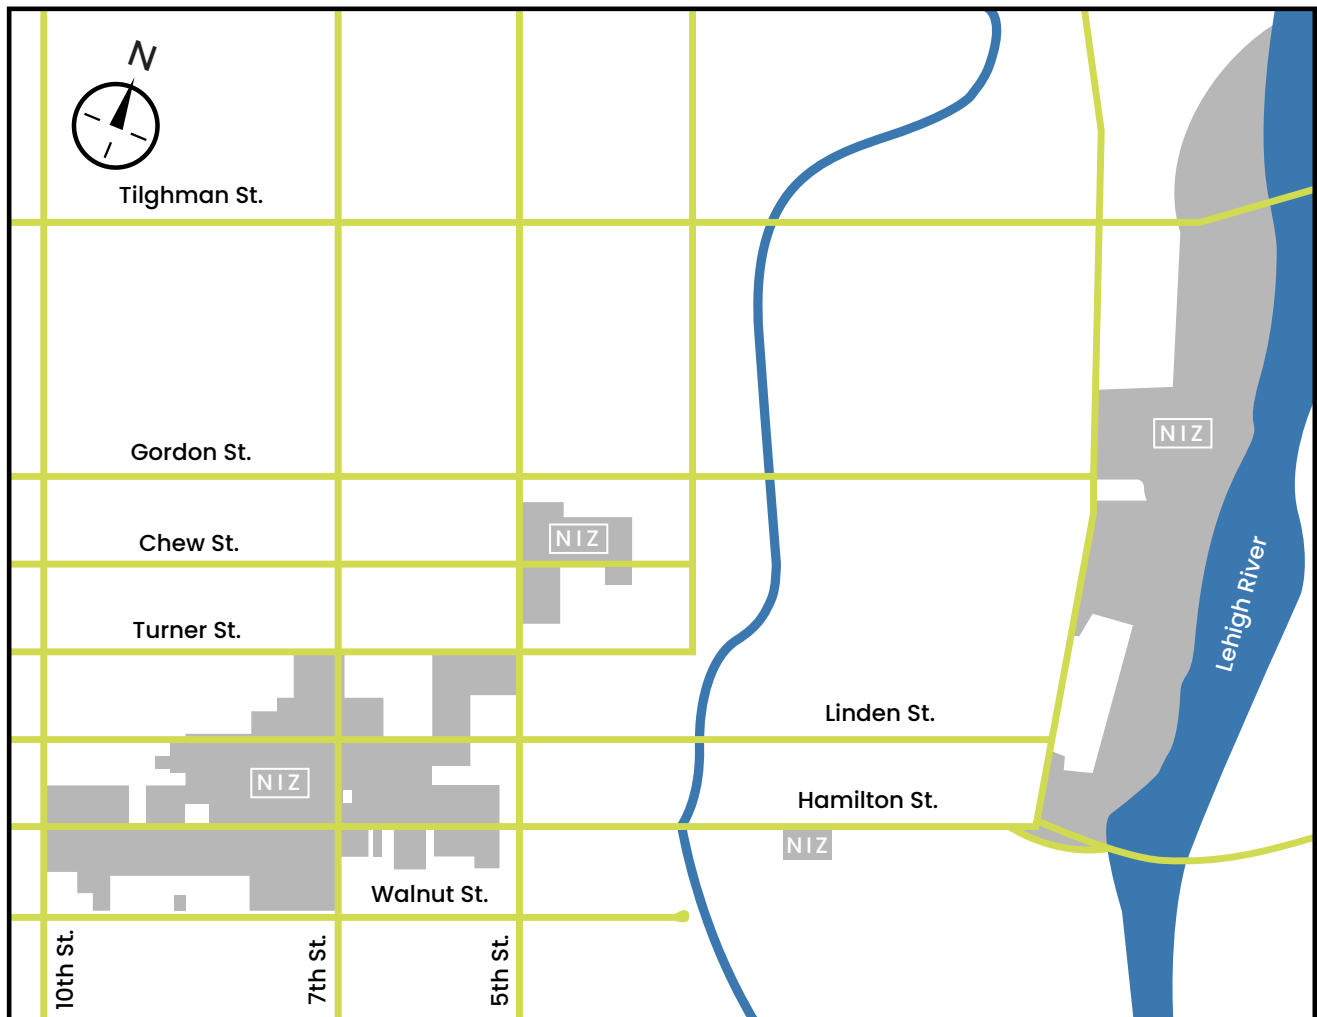 N
Tilghman St.
Gordon St.
NIZ
Chew St.
NIZ
Lehigh River
Turner St.
Linden St.
NIZ
Hamilton St.
NIZ
Walnut St.
10th St.
7th St.
5th St.